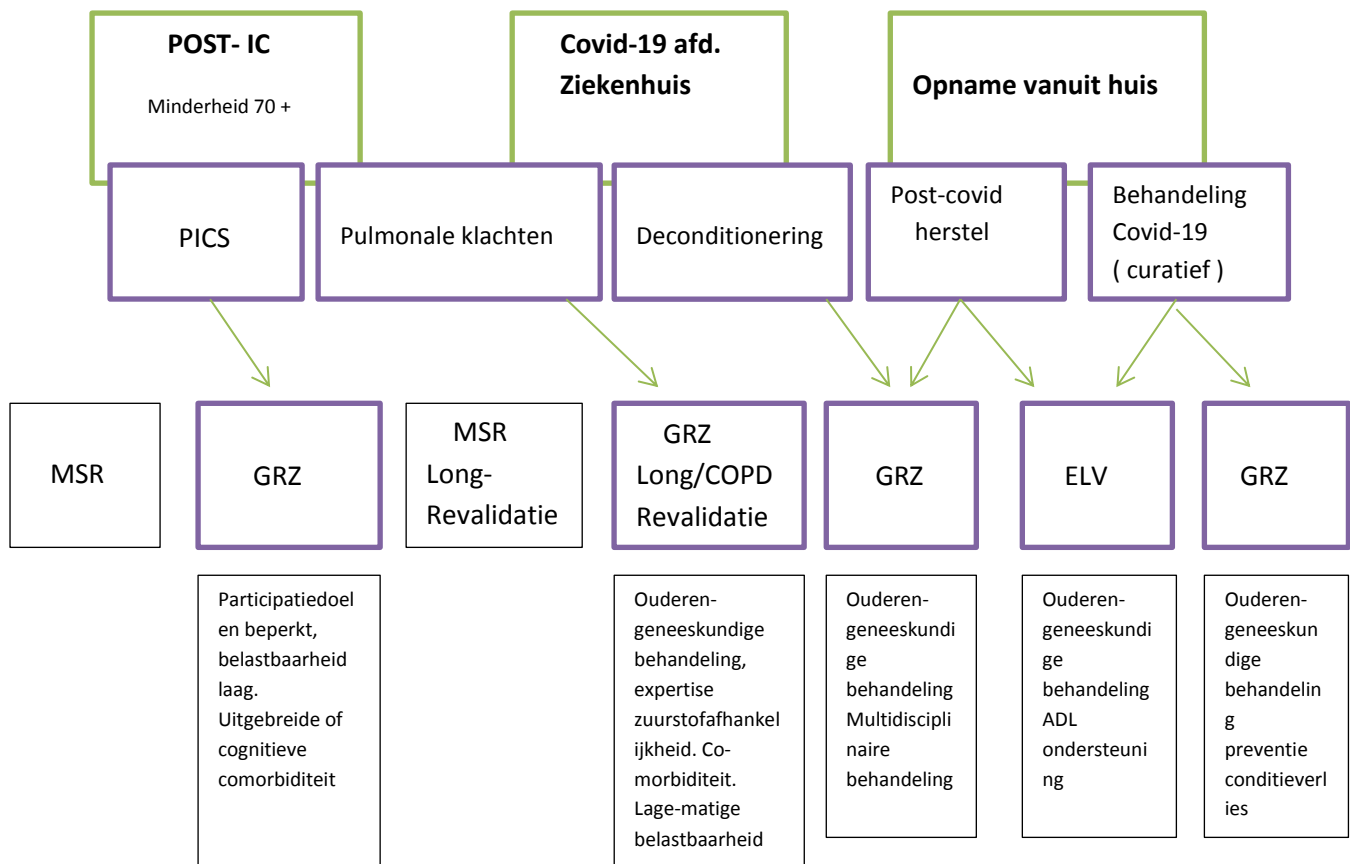 POST- IC
Minderheid 70 +
Covid-19 afd.
Ziekenhuis
Opname vanuit huis
PICS
Pulmonale klachten
Deconditionering
Post-covid
herstel
Behandeling
Covid-19
( curatief )
MSR
GRZ
MSR
Long-
Revalidatie
GRZ
Long/COPD
Revalidatie
GRZ
ELV
GRZ
Participatiedoel
en beperkt,
belastbaarheid
laag.
Uitgebreide of
cognitieve
comorbiditeit
Ouderen-
geneeskundige
behandeling,
expertise
zuurstofafhankel
ijkheid. Co-
morbiditeit.
Lage-matige
belastbaarheid
Ouderen-
geneeskundi
ge
behandeling
Multidiscipli
naire
behandeling
Ouderen-
geneeskundi
ge
behandeling
ADL
ondersteuni
ng
Ouderen-
geneeskun
dige
behandelin
g
preventie
conditieverl
ies